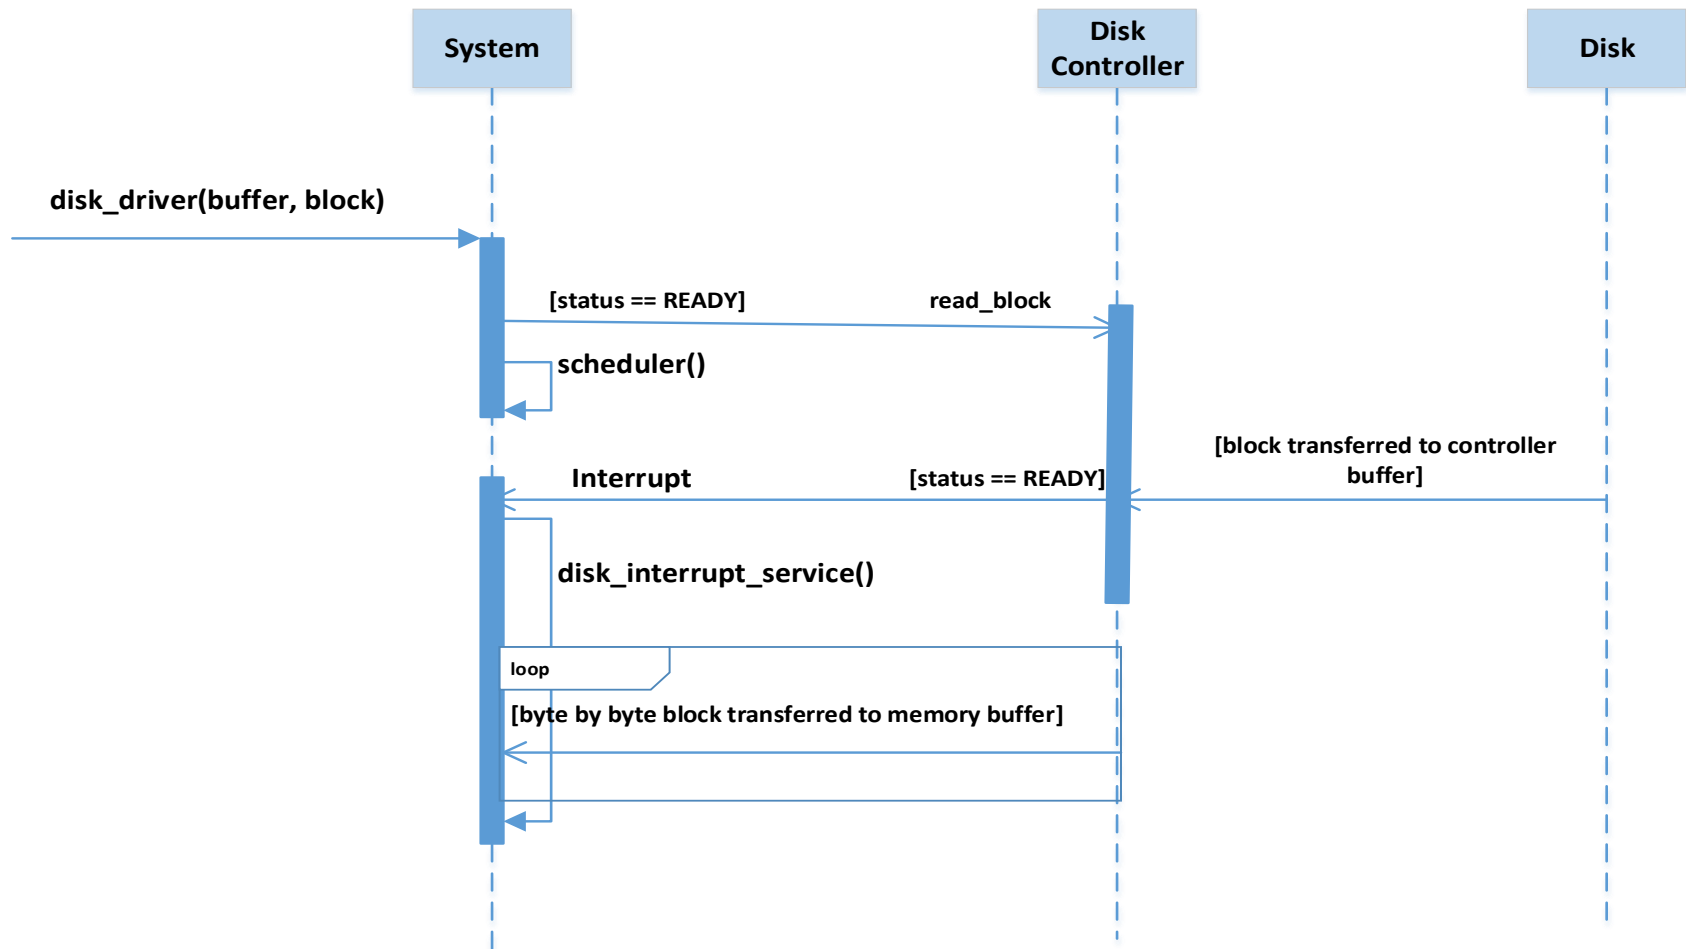 System
Disk
Controller
Disk
disk_driver(buffer, block)
[status == READY]
read_block
scheduler()
[block transferred to controller
buffer]
Interrupt
[status == READY]
disk_interrupt_service()
loop
[byte by byte block transferred to memory buffer]